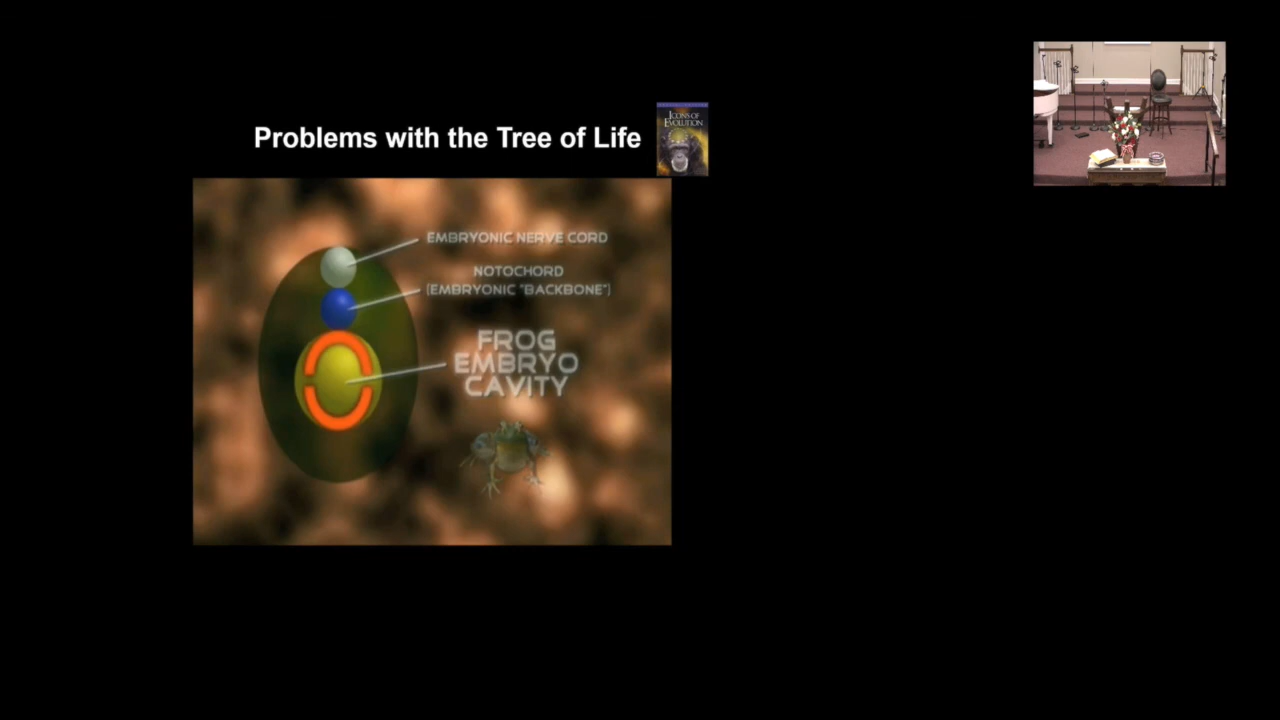 Problems with the Tree of Life
ICONS OF
EVOLUTION
EMBRYONIC NERVE CORD
NOTOCHORD
(EMBRYONIC "BACKBONE")
FROG
EMBRYO
CAVITY